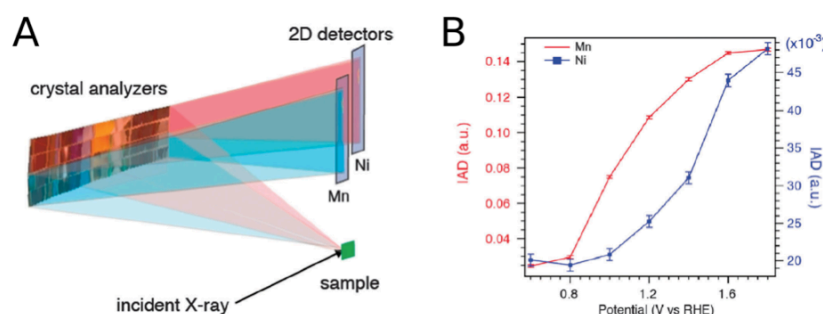 A
2D detectors
crystal analyzers
Ni
Mn
sample
incident X-ray
B
Mn
Ni
(x10⁻³
IAD (a.u.)
0.14
0.12
0.10
0.08
0.06
0.04
45
40
35
30
25
20
IAD (a.u.)
0.8
1.2
1.6
Potential (V vs RHE)